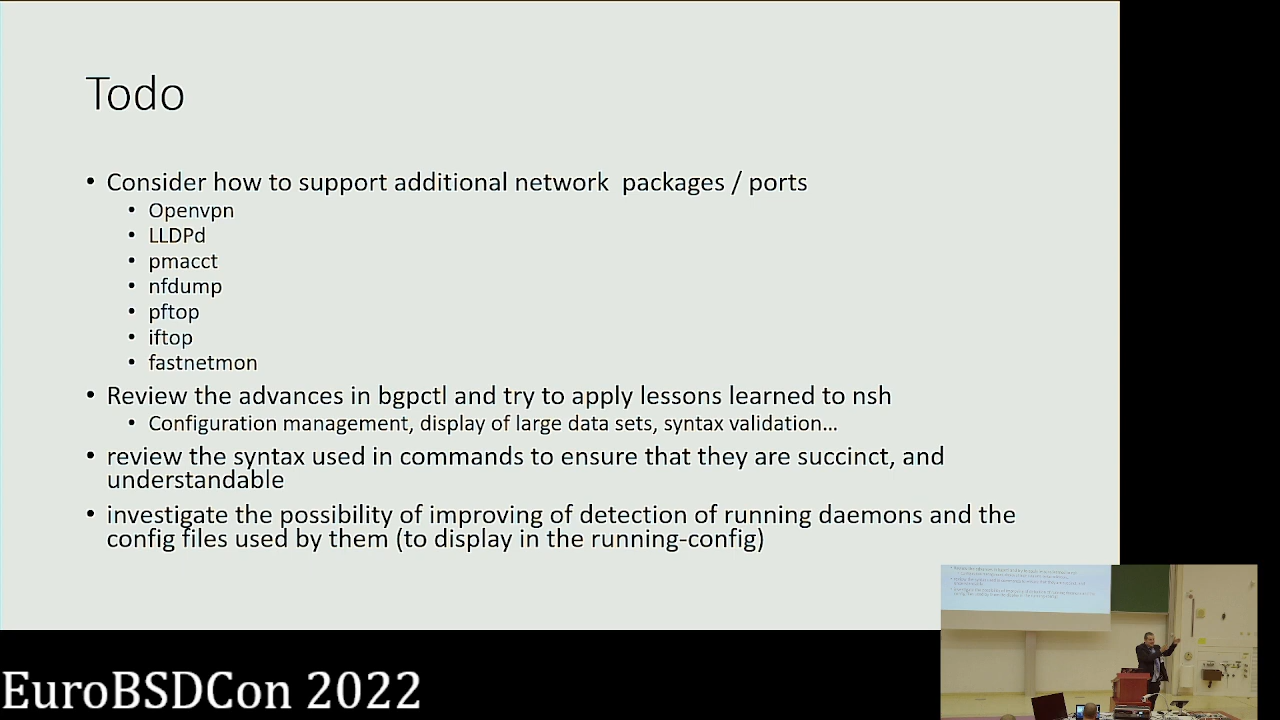 Todo
• Consider how to support additional network packages / ports
• Openvpn
• LLDPd
• pmacct
• nfdump
• pftop
• iftop
• fastnetmon
• Review the advances in bgpctl and try to apply lessons learned to nsh
• Configuration management, display of large data sets, syntax validation…
• review the syntax used in commands to ensure that they are succinct, and
understandable
• investigate the possibility of improving of detection of running daemons and the
config files used by them (to display in the running-config)
EuroBSDCon 2022